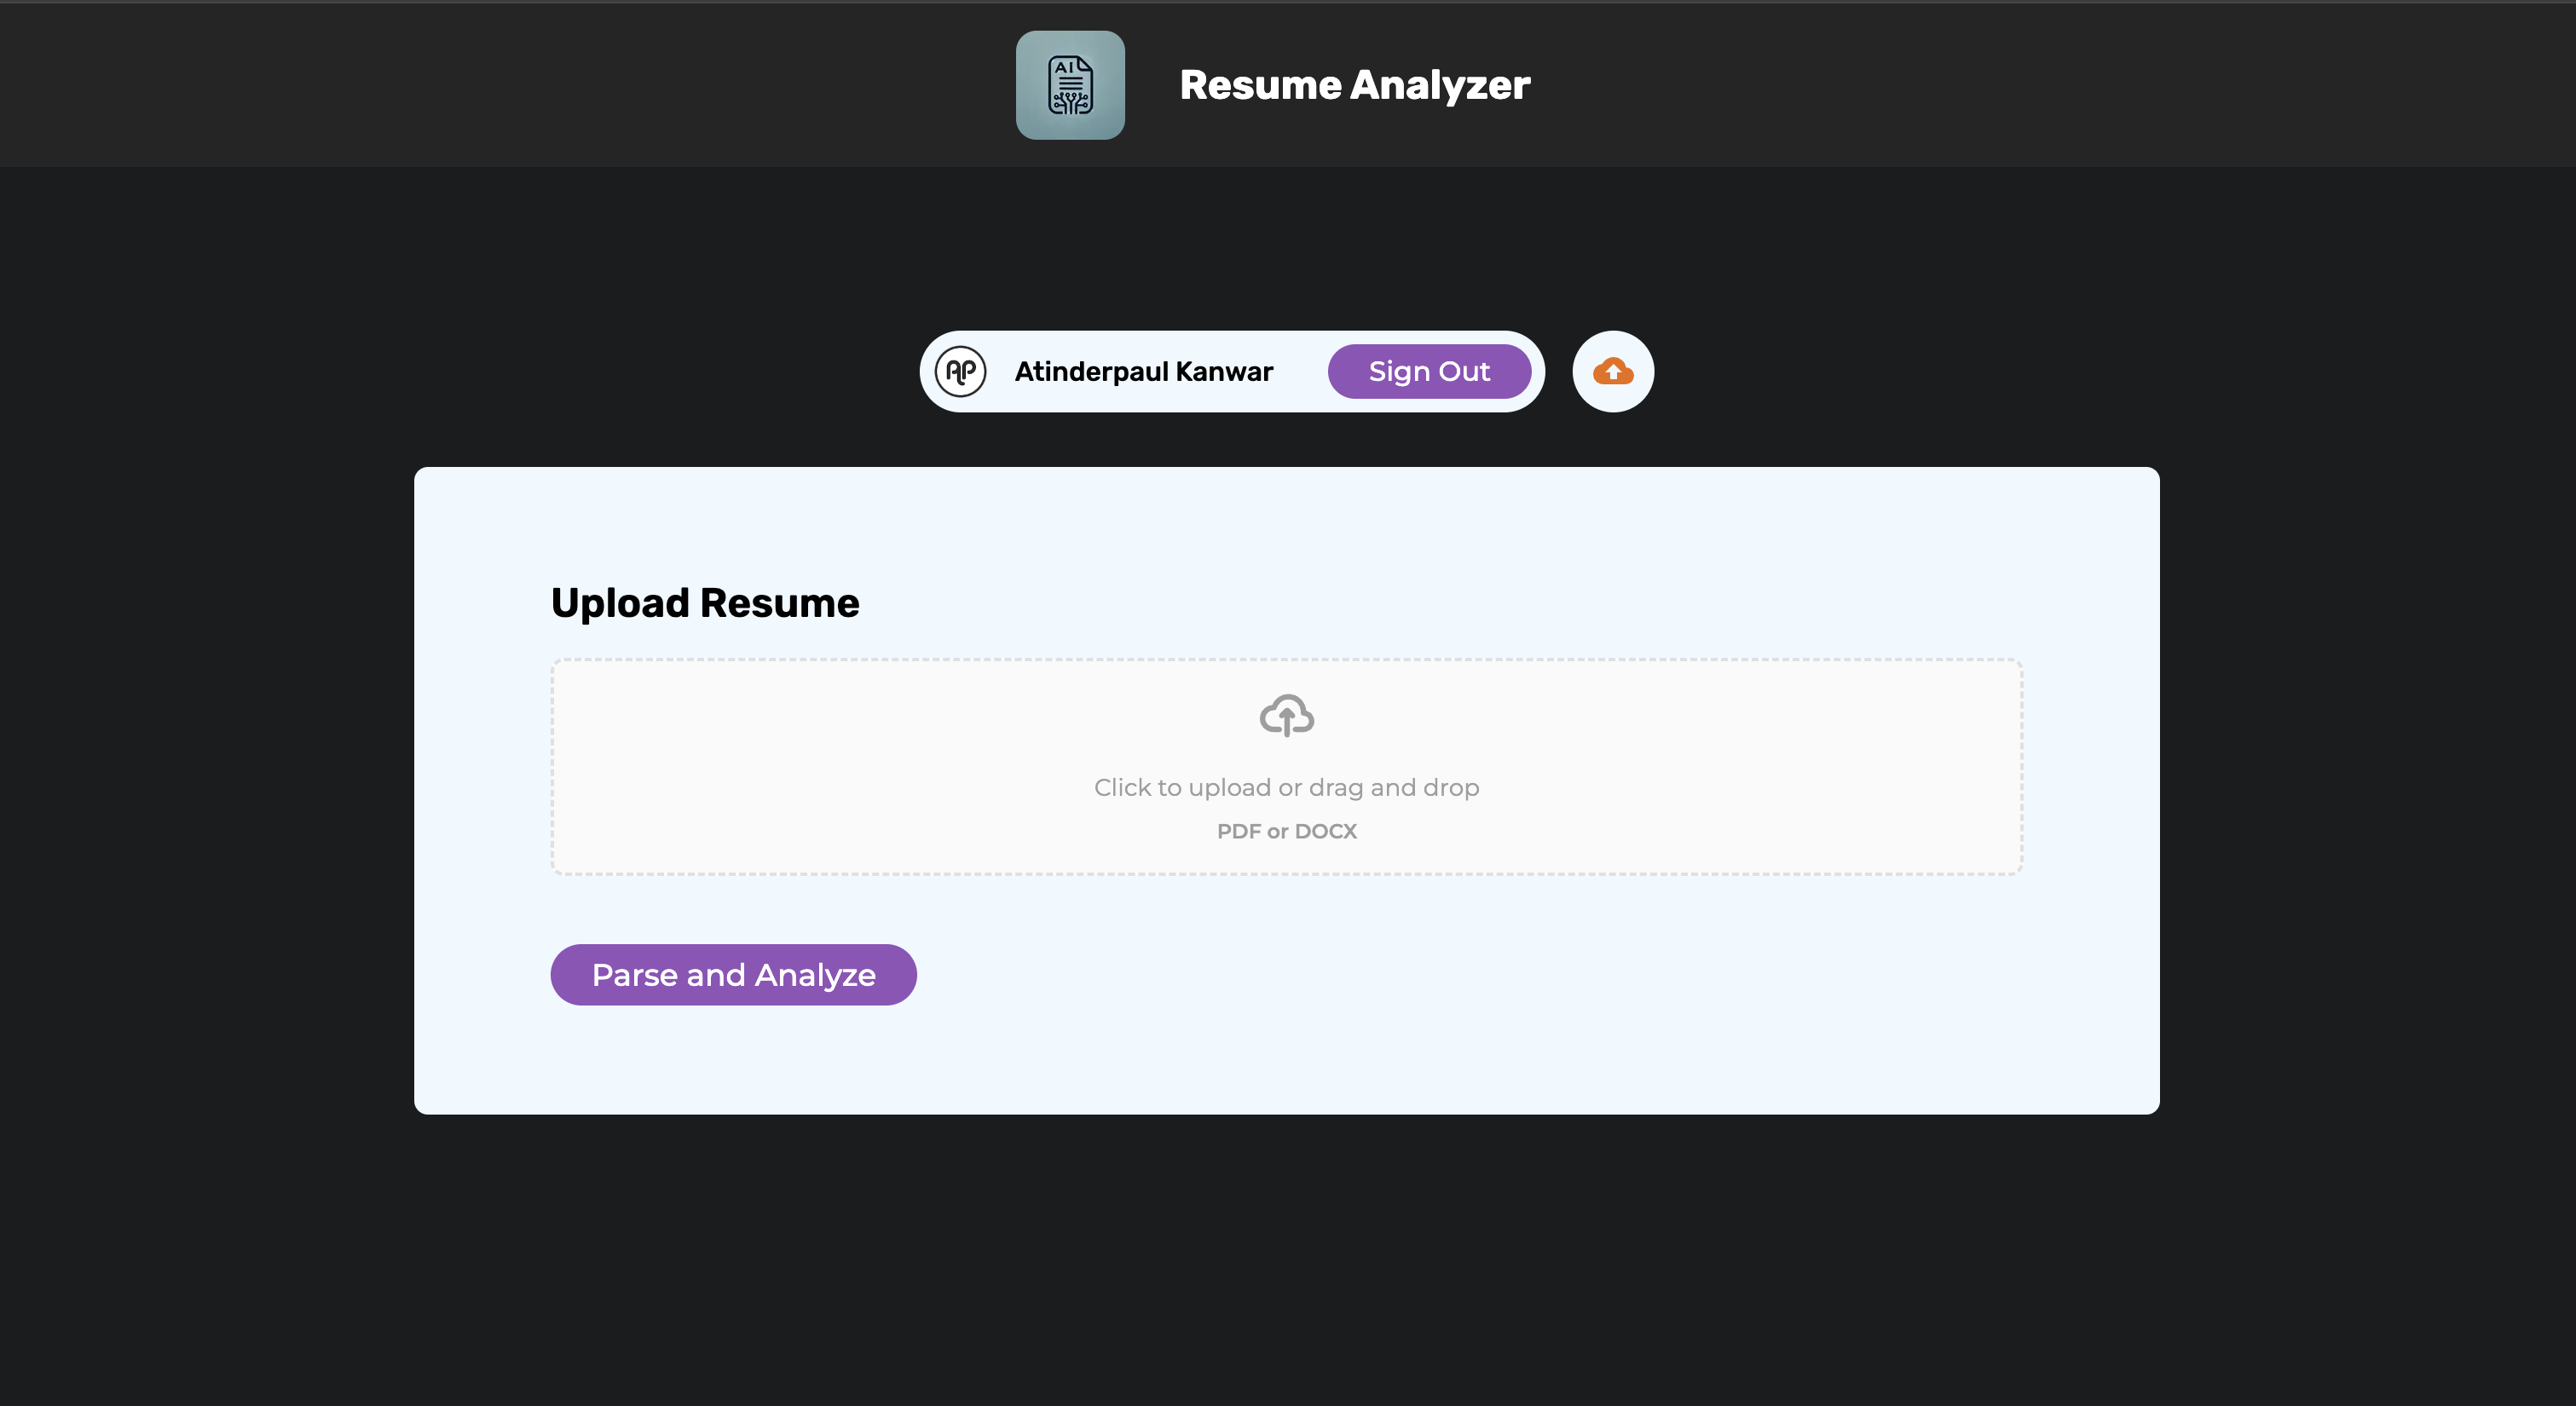 AI
Resume Analyzer
AP
Atinderpaul Kanwar
Sign Out
Upload Resume
Click to upload or drag and drop
PDF or DOCX
Parse and Analyze